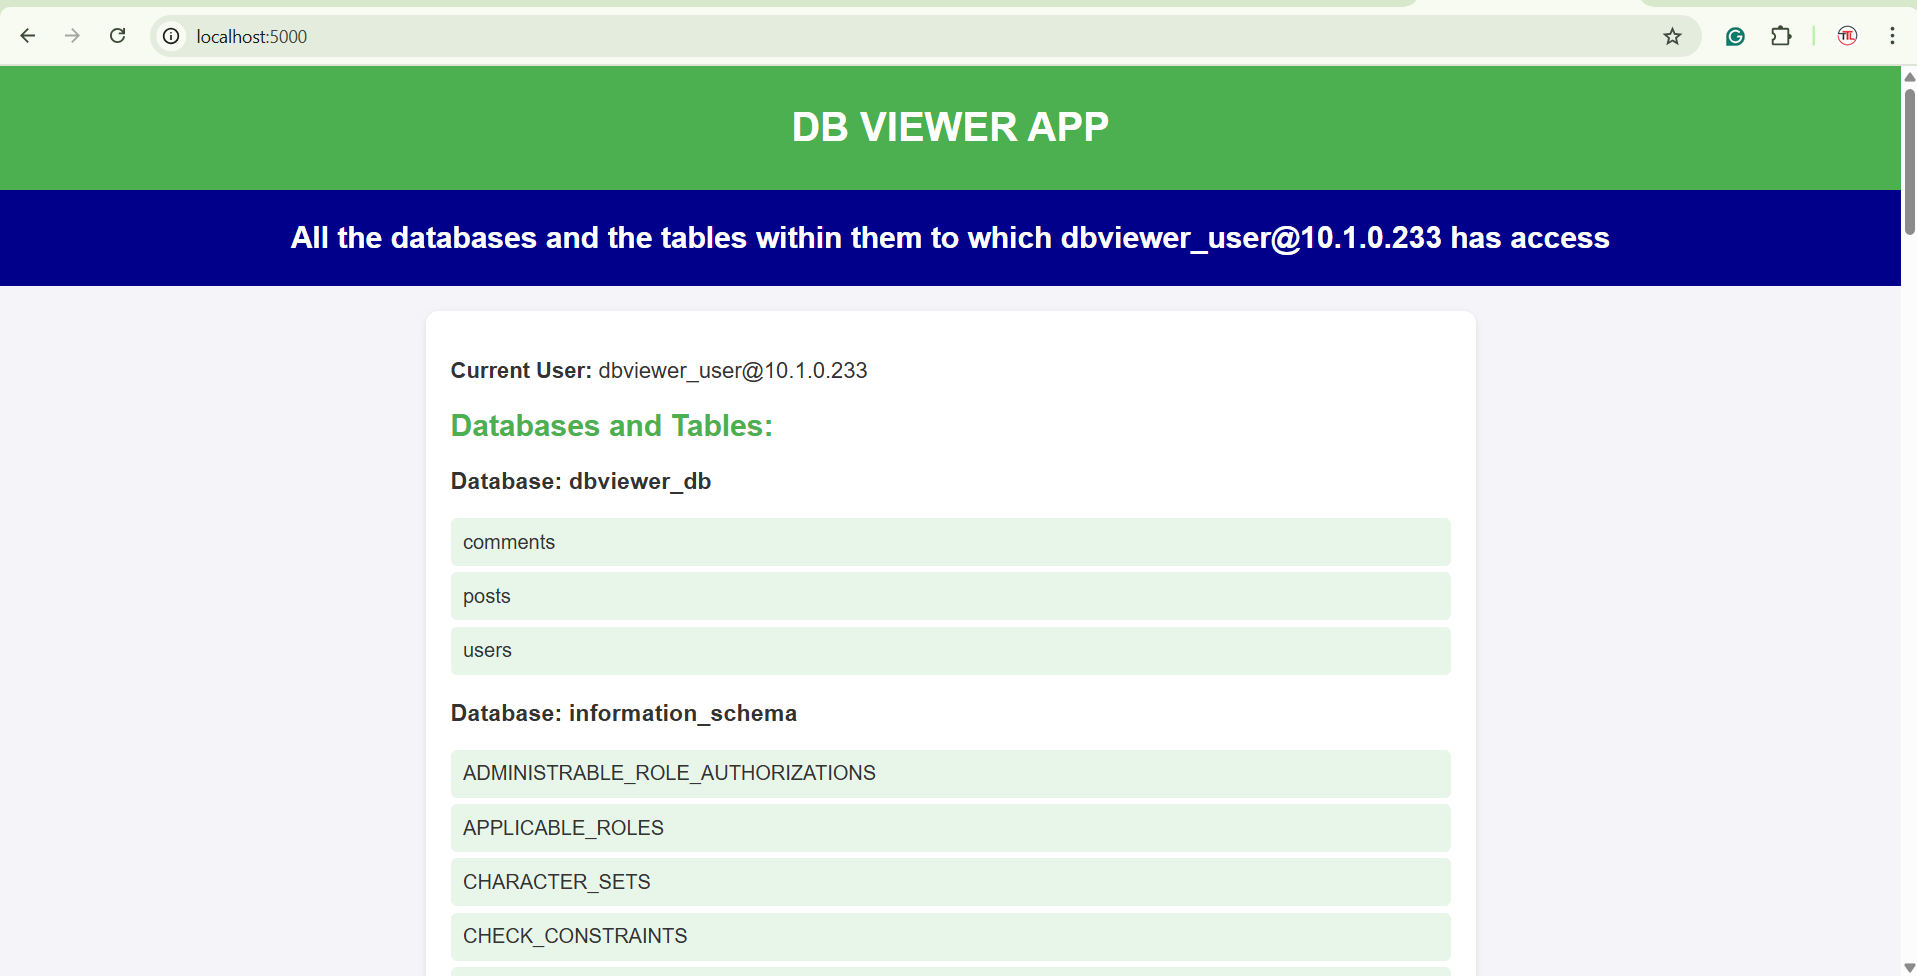 localhost:5000
DB VIEWER APP
All the databases and the tables within them to which dbviewer_user@10.1.0.233 has access
Current User: dbviewer_user@10.1.0.233
Databases and Tables:
Database: dbviewer_db
comments
posts
users
Database: information_schema
ADMINISTRABLE_ROLE_AUTHORIZATIONS
APPLICABLE_ROLES
CHARACTER_SETS
CHECK_CONSTRAINTS